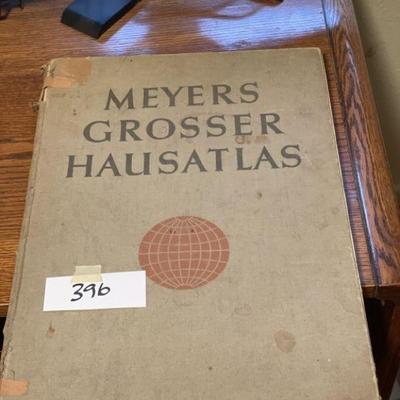 MEYERS
GROSSER
HAUSATLAS
396